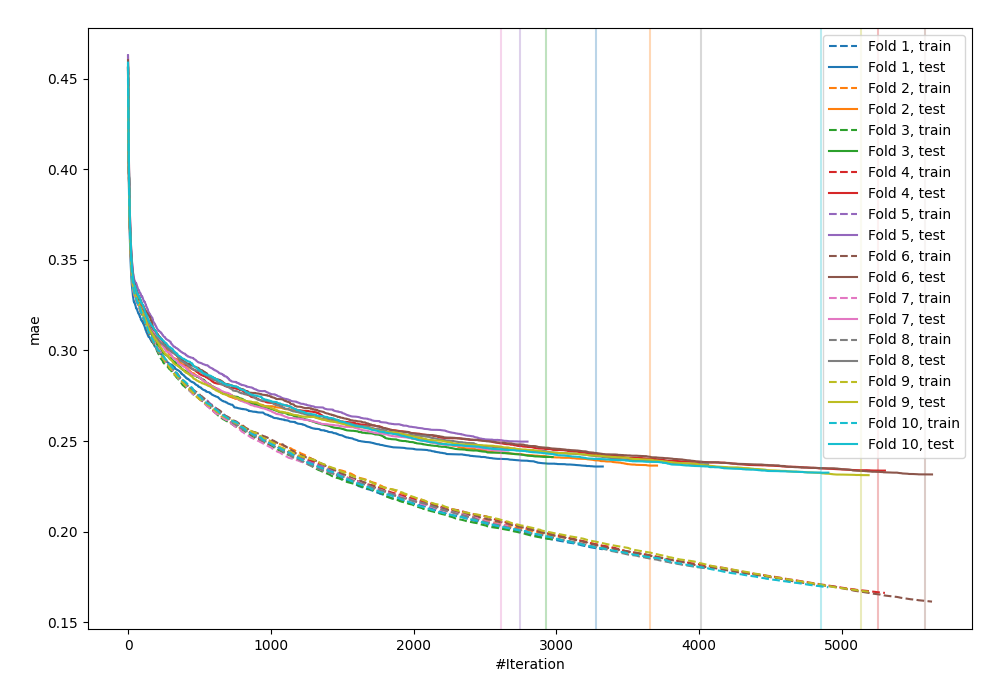 0.45
0.40
0.35
0.30
0.25
0.20
0.15
mae
0
1000
2000
3000
4000
5000
#Iteration
Fold 1, train
Fold 1, test
Fold 2, train
Fold 2, test
Fold 3, train
Fold 3, test
Fold 4, train
Fold 4, test
Fold 5, train
Fold 5, test
Fold 6, train
Fold 6, test
Fold 7, train
Fold 7, test
Fold 8, train
Fold 8, test
Fold 9, train
Fold 9, test
Fold 10, train
Fold 10, test